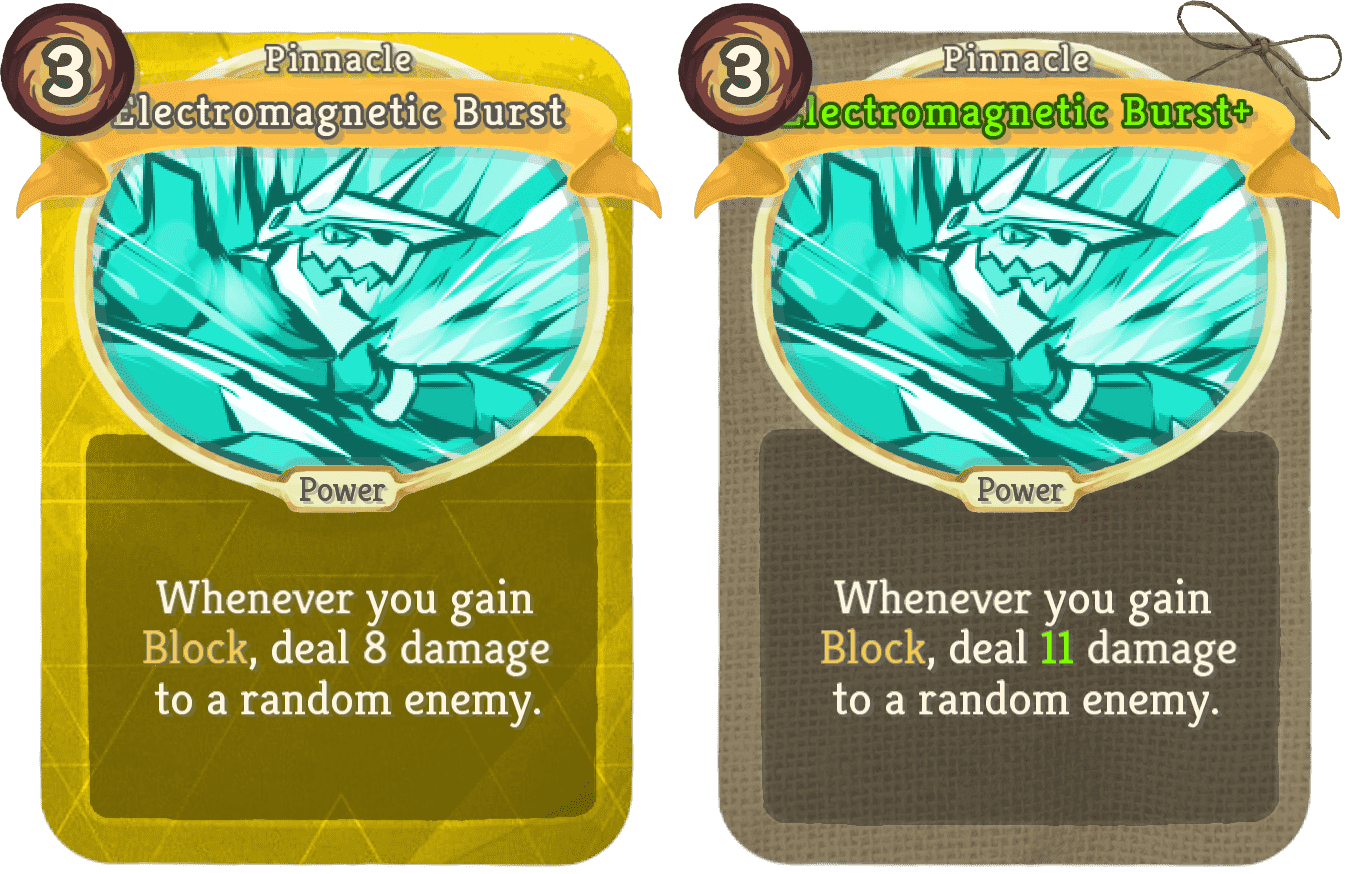 3
Pinnacle
Electromagnetic Burst
Power
Whenever you gain
Block, deal 8 damage
to a random enemy.
3
Pinnacle
Electromagnetic Burst+
Power
Whenever you gain
Block, deal 11 damage
to a random enemy.